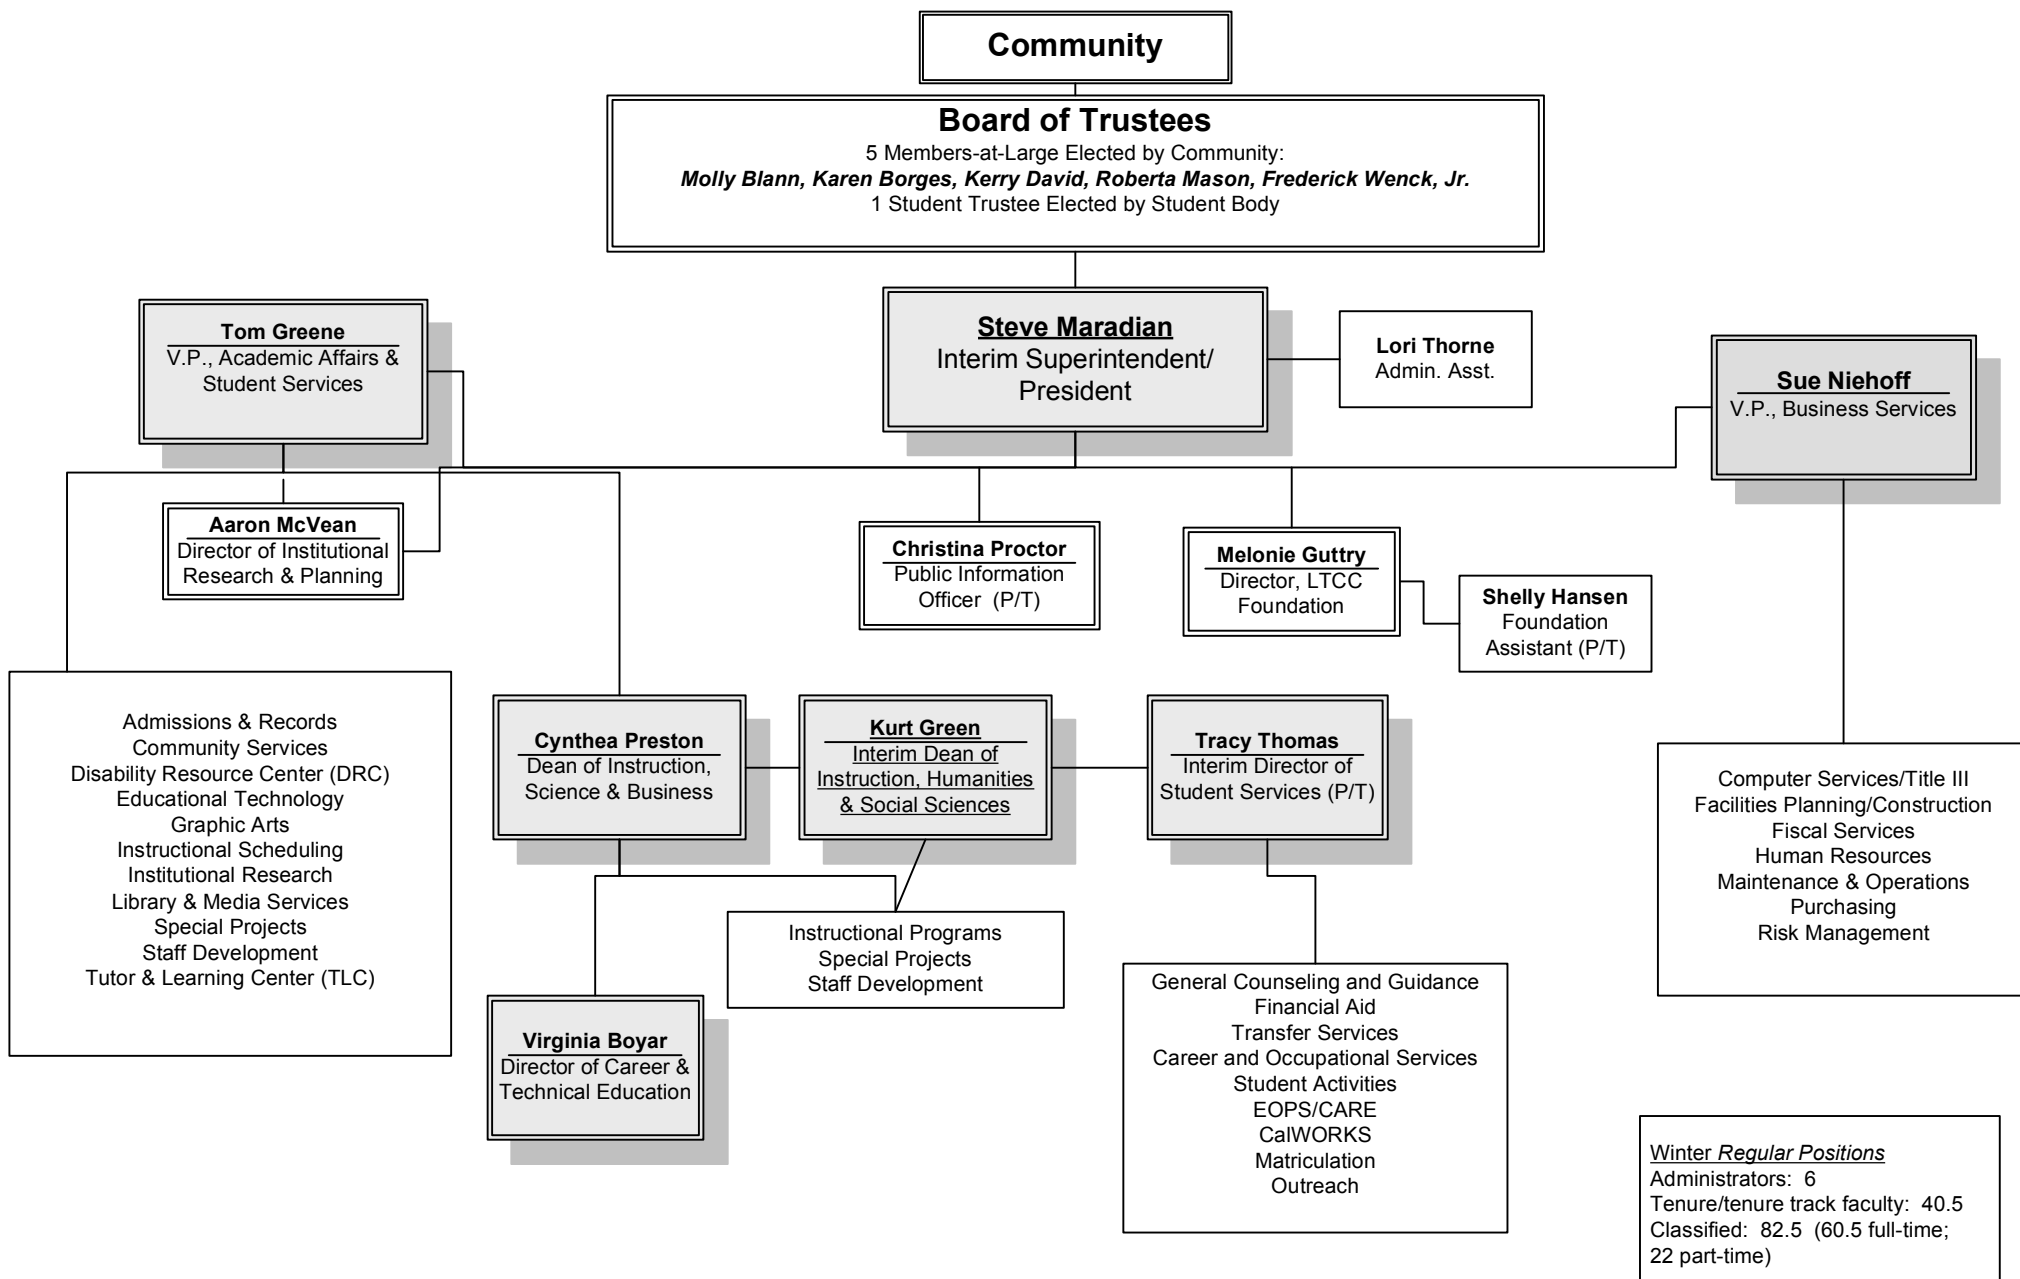 Community
Board of Trustees
5 Members-at-Large Elected by Community:
Molly Blann, Karen Borges, Kerry David, Roberta Mason, Frederick Wenck, Jr.
1 Student Trustee Elected by Student Body
Tom Greene
V.P., Academic Affairs &
Student Services
Steve Maradian
Interim Superintendent/
President
Lori Thorne
Admin. Asst.
Sue Niehoff
V.P., Business Services
Aaron McVean
Director of Institutional
Research & Planning
Christina Proctor
Public Information
Officer (P/T)
Melonie Guttry
Director, LTCC
Foundation
Shelly Hansen
Foundation
Assistant (P/T)
Admissions & Records
Community Services
Disability Resource Center (DRC)
Educational Technology
Graphic Arts
Instructional Scheduling
Institutional Research
Library & Media Services
Special Projects
Staff Development
Tutor & Learning Center (TLC)
Cynthea Preston
Dean of Instruction,
Science & Business
Kurt Green
Interim Dean of
Instruction, Humanities
& Social Sciences
Tracy Thomas
Interim Director of
Student Services (P/T)
Computer Services/Title III
Facilities Planning/Construction
Fiscal Services
Human Resources
Maintenance & Operations
Purchasing
Risk Management
Instructional Programs
Special Projects
Staff Development
Virginia Boyar
Director of Career &
Technical Education
General Counseling and Guidance
Financial Aid
Transfer Services
Career and Occupational Services
Student Activities
EOPS/CARE
CalWORKS
Matriculation
Outreach
Winter Regular Positions
Administrators: 6
Tenure/tenure track faculty: 40.5
Classified: 82.5 (60.5 full-time;
22 part-time)